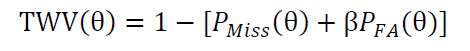 TWV(θ) = 1 − [P_Miss(θ) + βP_FA(θ)]